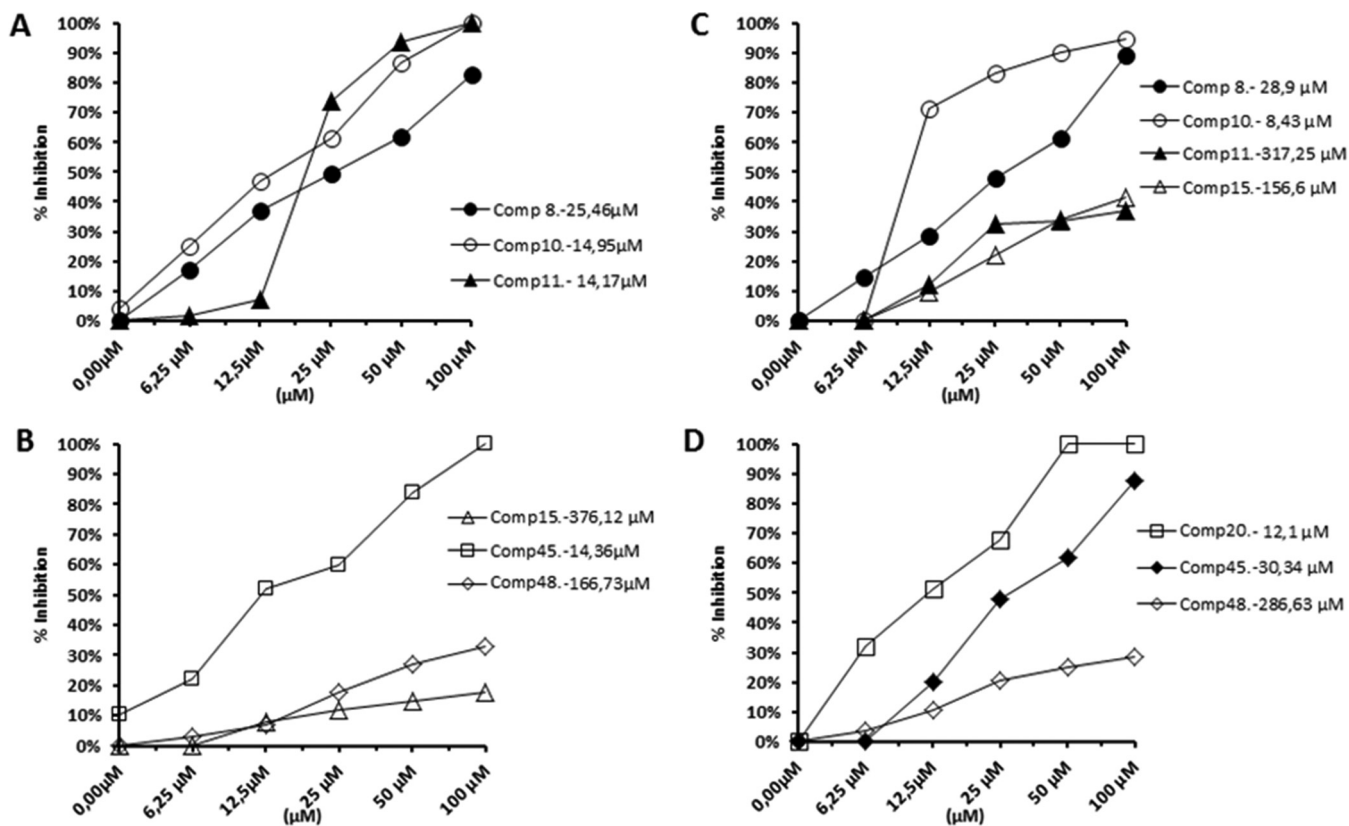 A
% Inhibition
100%
90%
80%
70%
60%
50%
40%
30%
20%
10%
0%
0,00µM
6,25 µM
12,5µM
25 µM
50 µM
100 µM
(µM)
Comp 8.-25,46µM
Comp10.-14,95µM
Comp11.- 14,17µM
C
% Inhibition
100%
90%
80%
70%
60%
50%
40%
30%
20%
10%
0%
0,00µM
6,25 µM
12,5µM
25 µM
50 µM
100 µM
(µM)
Comp 8.- 28,9 µM
Comp10.- 8,43 µM
Comp11.-317,25 µM
Comp15.-156,6 µM
B
% Inhibition
100%
90%
80%
70%
60%
50%
40%
30%
20%
10%
0%
0,00µM
6,25 µM
12,5µM
25 µM
50 µM
100 µM
(µM)
Comp15.-376,12 µM
Comp45.-14,36µM
Comp48.-166,73µM
D
% Inhibition
100%
90%
80%
70%
60%
50%
40%
30%
20%
10%
0%
0,00µM
6,25 µM
12,5µM
25 µM
50 µM
100 µM
(µM)
Comp20.- 12,1 µM
Comp45.-30,34 µM
Comp48.-286,63 µM